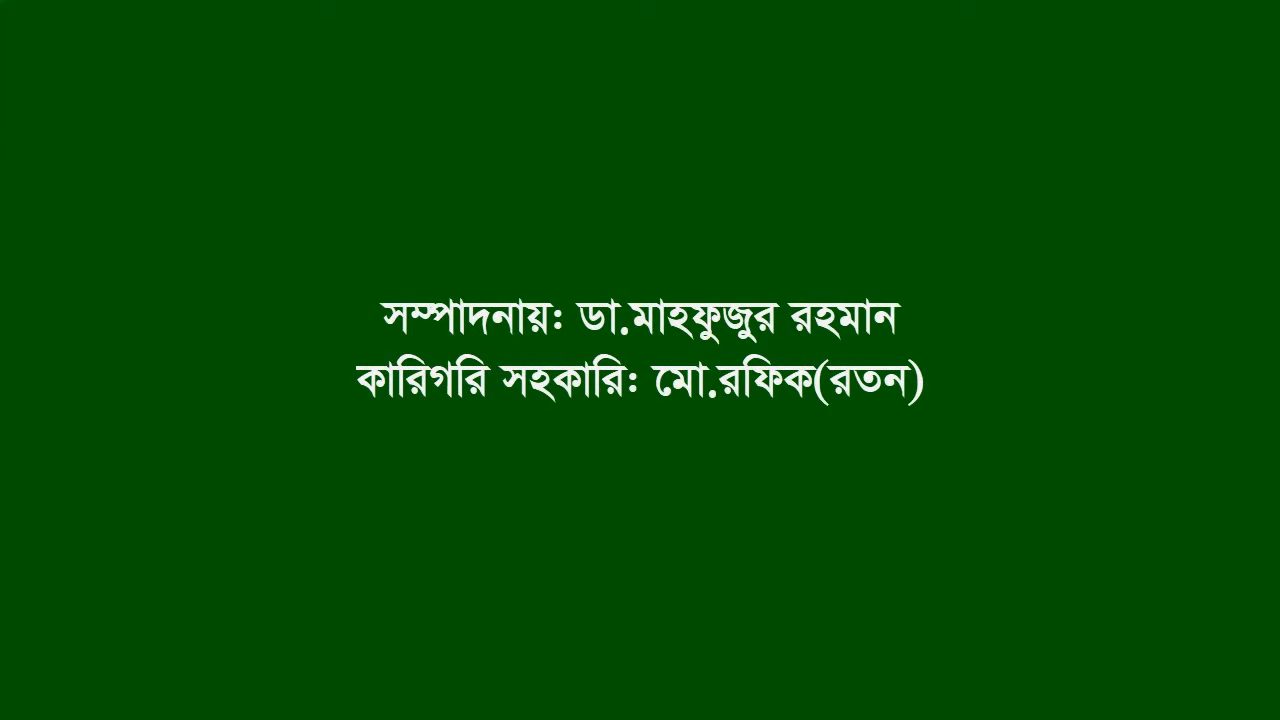 সম্পাদনায়ঃ ডা.মাহফুজুর রহমান
কারিগরি সহকারিঃ মো.রফিক(রতন)